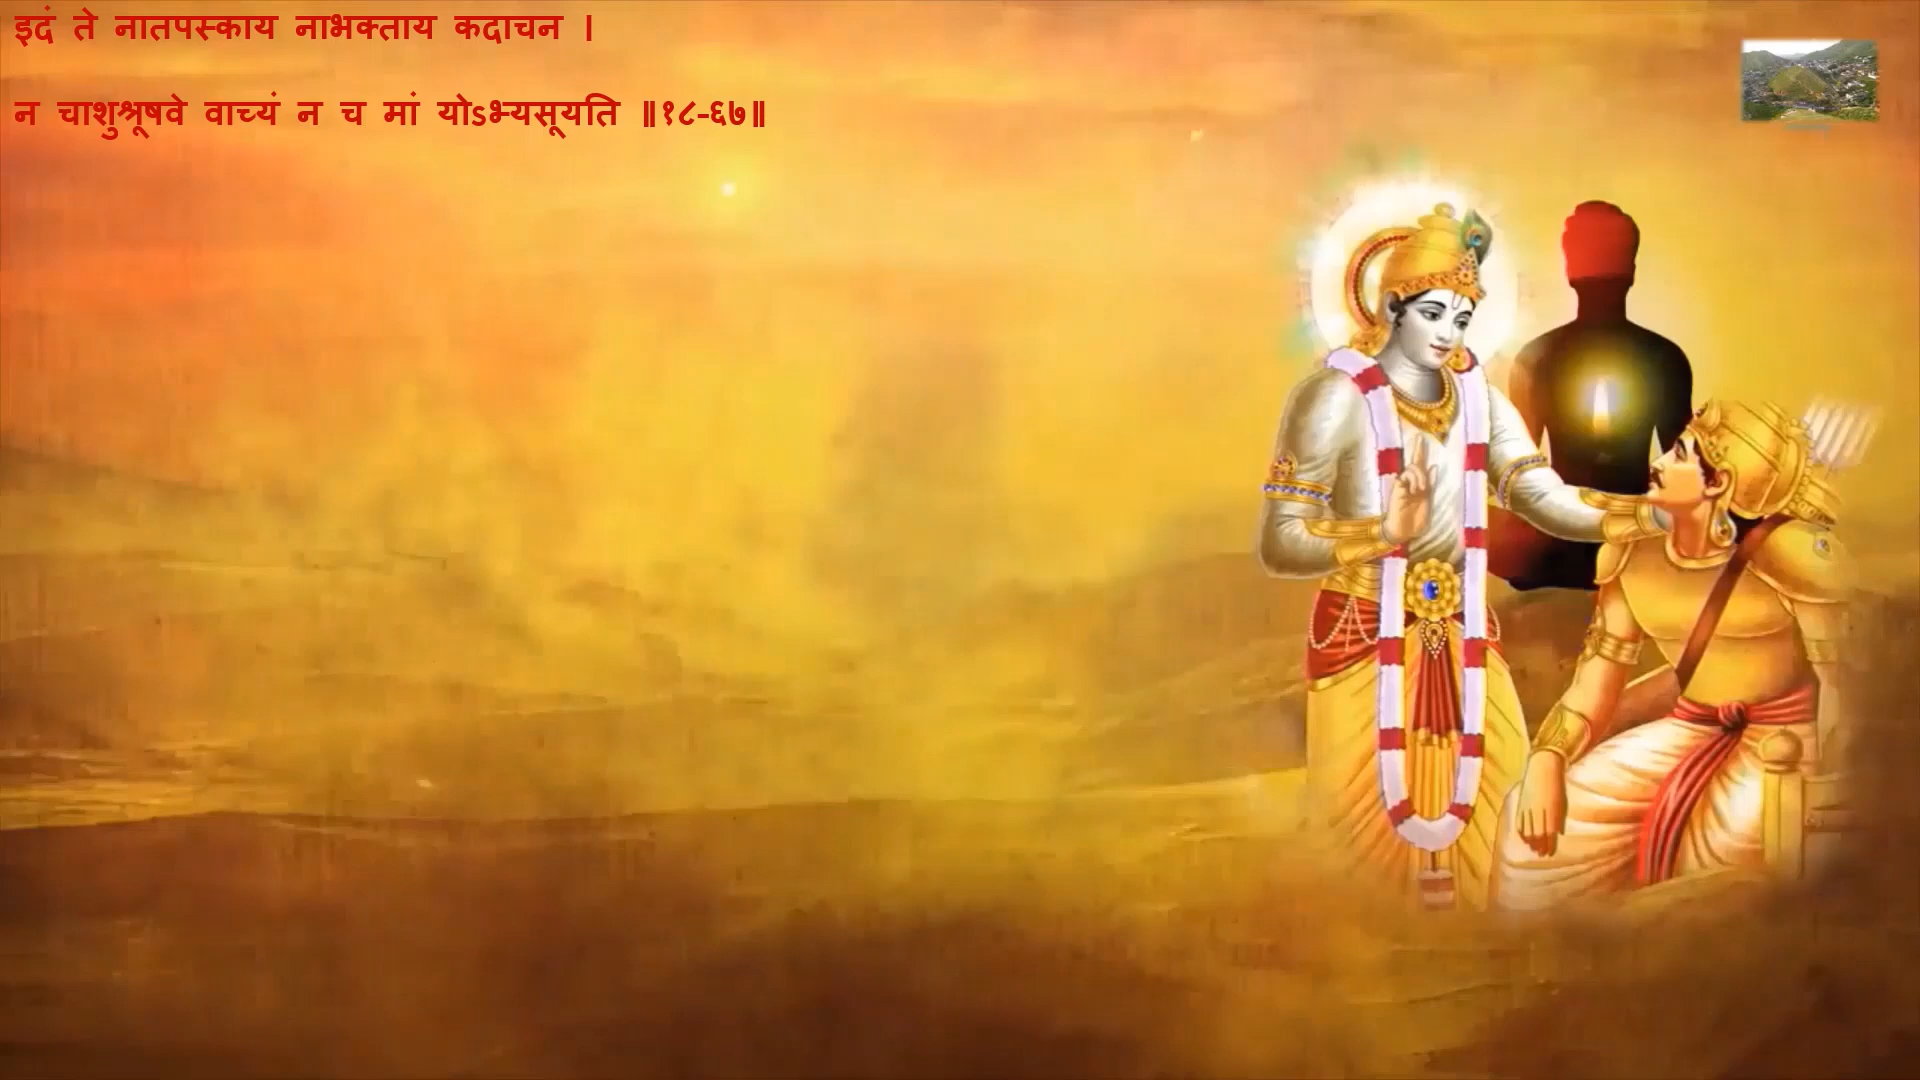 इदं ते नातपस्काय नाभक्ताय कदाचन ।
न चाशुश्रूषवे वाच्यं न च मां योऽभ्यसूयति ॥१८-६७॥